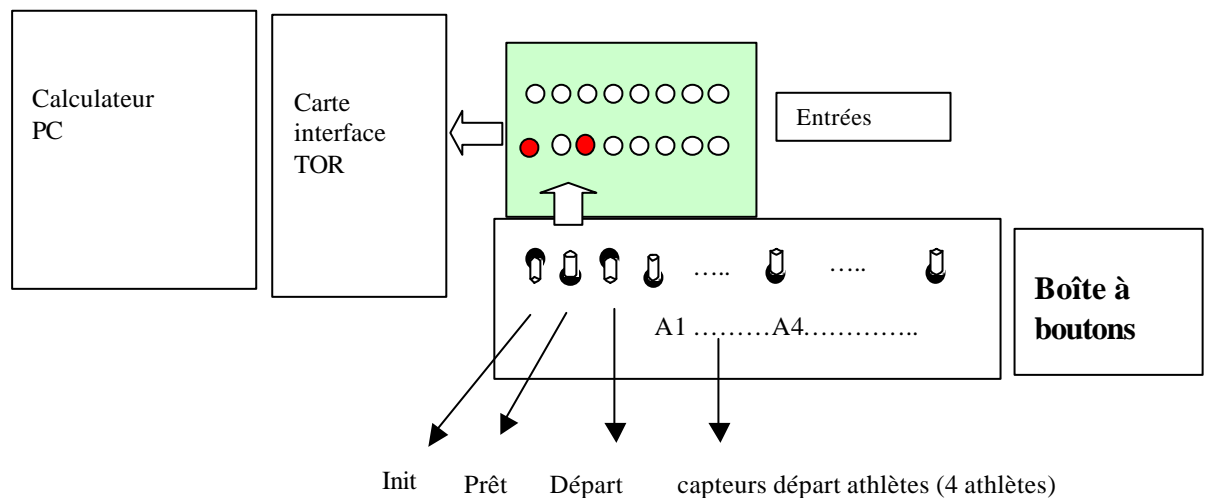 Calculateur
PC
Carte
interface
TOR
Entrées
Boîte à
boutons
….. …..
A1 ………A4…………..
Init Prêt Départ capteurs départ athlètes (4 athlètes)